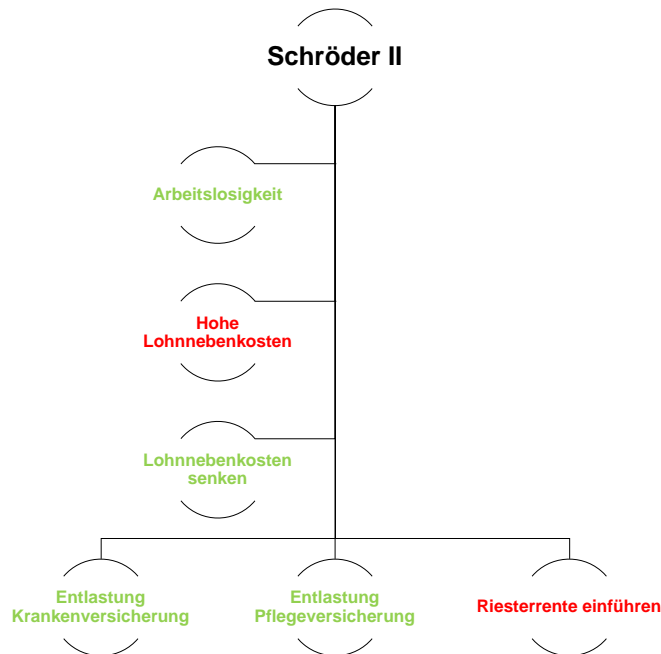 Schröder II
Arbeitslosigkeit
Hohe
Lohnnebenkosten
Lohnnebenkosten
senken
Entlastung
Krankenversicherung
Entlastung
Pflegeversicherung
Riesterrente einführen